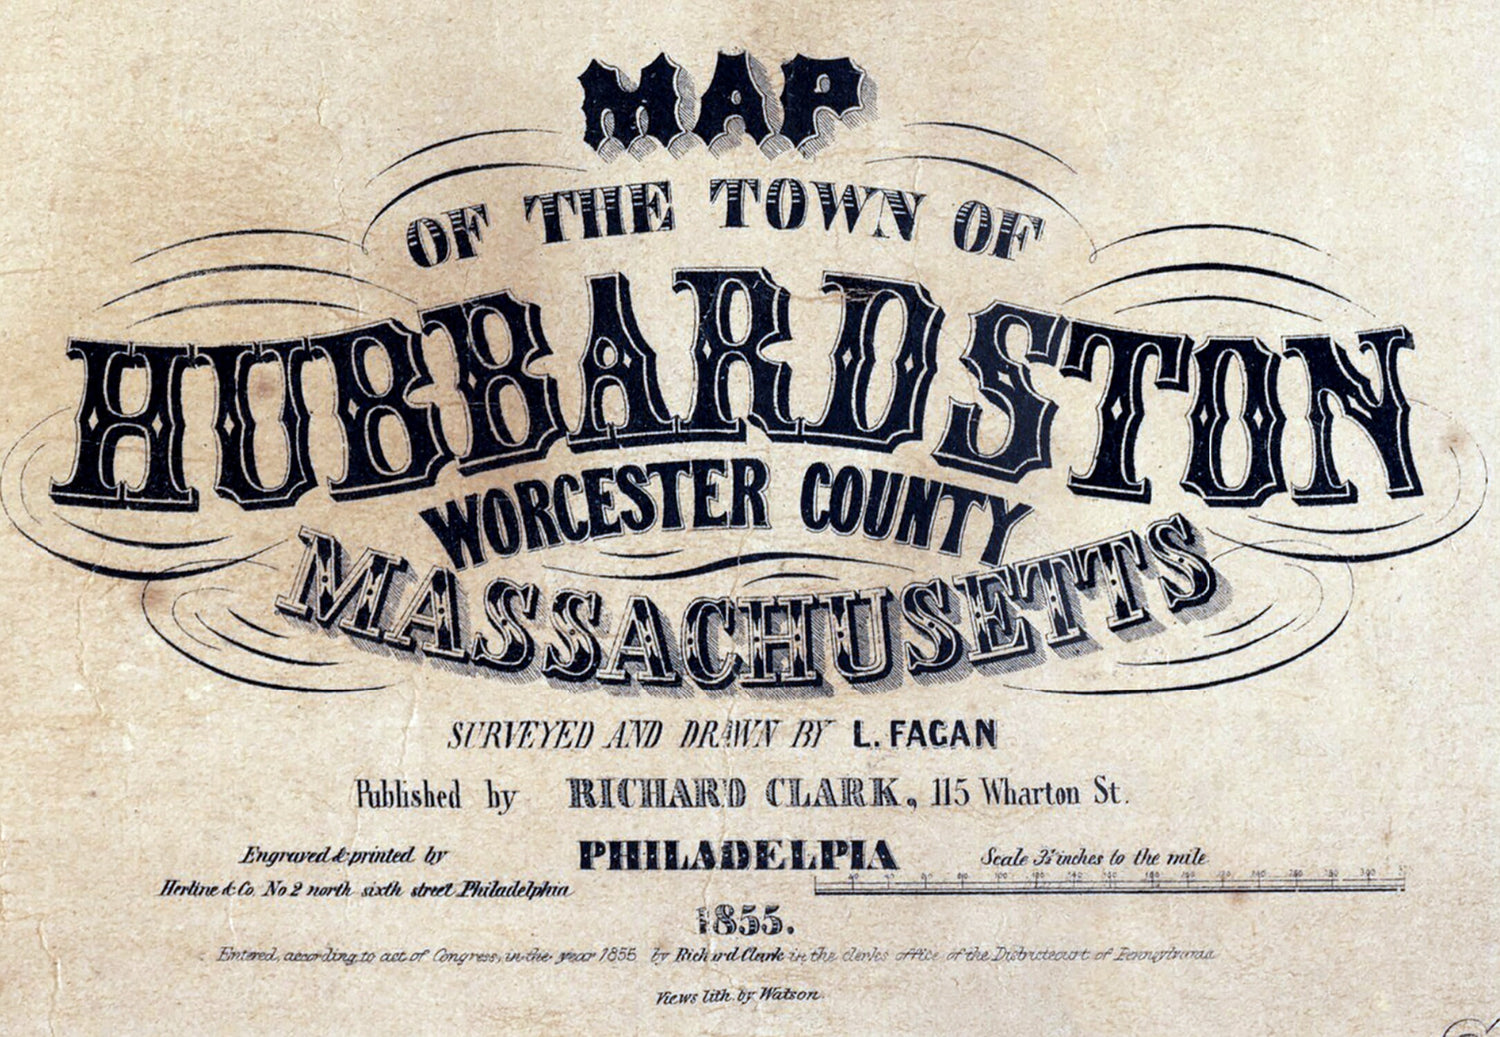 MAP
OF THE TOWN OF
HUBBARDSTON
WORCESTER COUNTY
MASSACHUSETTS
SURVEYED AND DRAWN BY L. FAGAN
Published by RICHARD CLARK, 115 Wharton St.
PHILADELPIA
Engraved & printed by
Herline & Co. No 2 north sixth street Philadelphia
Scale 3½ inches to the mile
1855.
Entered, according to act of Congress, in the year 1855 by Richard Clark in the clerks office of the District court of Pennsylvania
Views lith. by Watson.